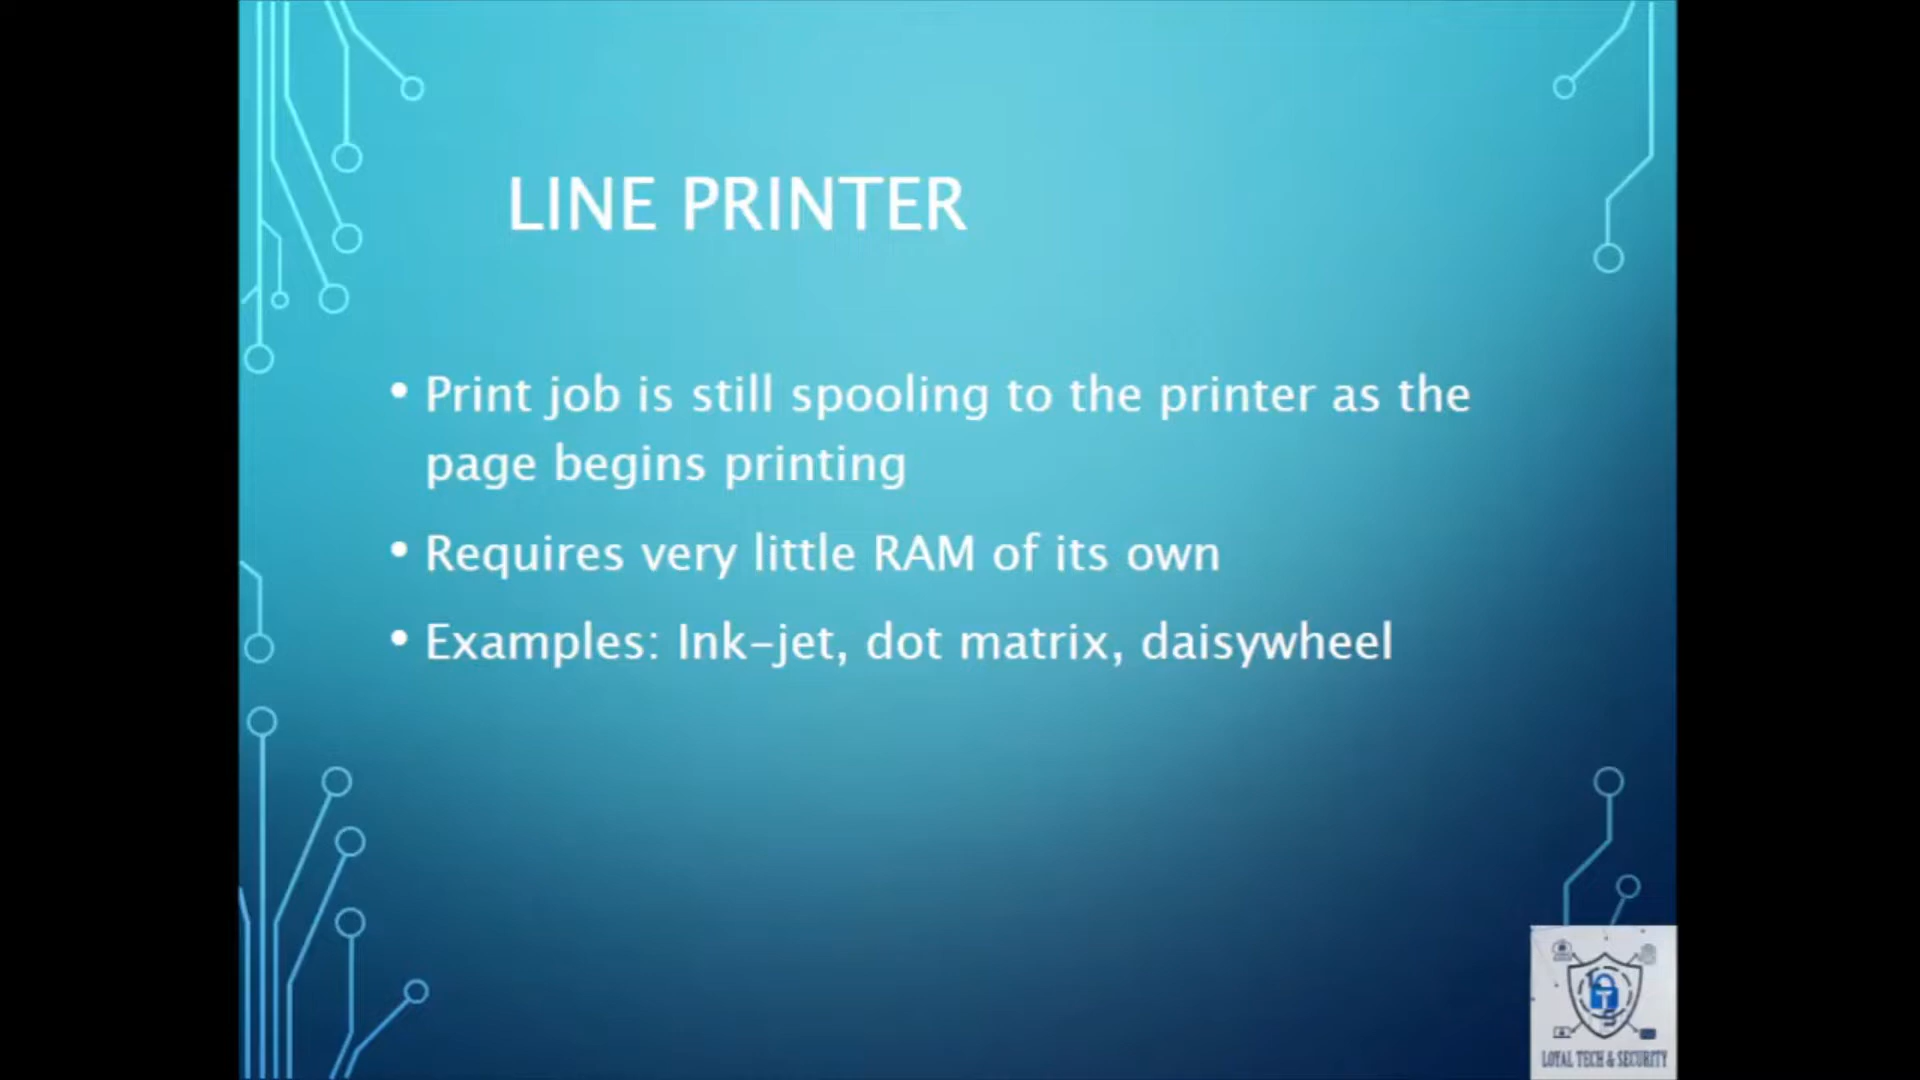 LINE PRINTER
• Print job is still spooling to the printer as the
page begins printing
• Requires very little RAM of its own
• Examples: Ink-jet, dot matrix, daisywheel
LOYAL TECH & SECURITY